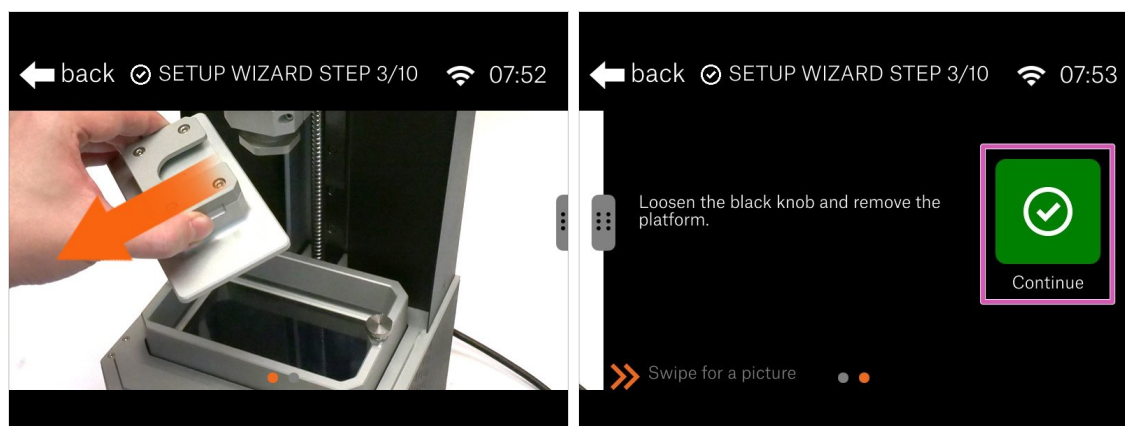 back SETUP WIZARD STEP 3/10 07:52
back SETUP WIZARD STEP 3/10 07:53
Loosen the black knob and remove the
platform.
Continue
Swipe for a picture